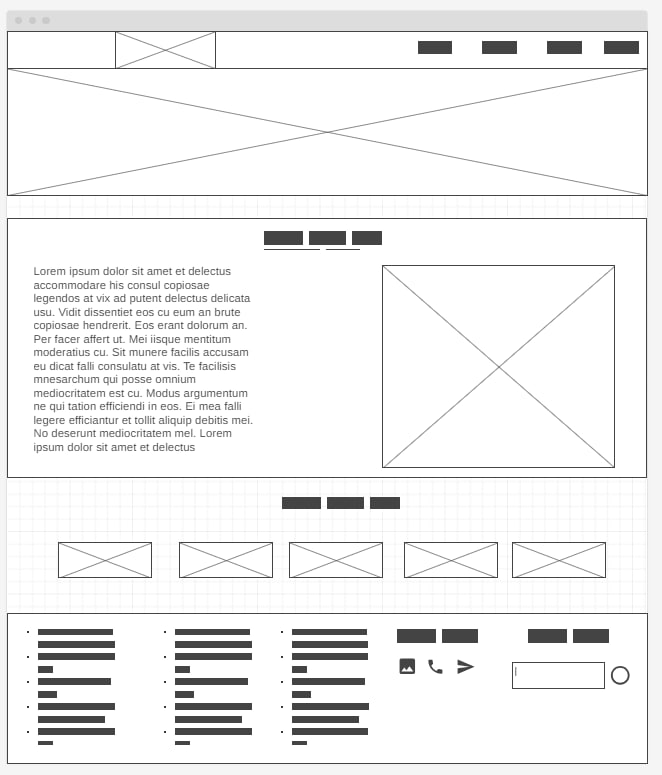 Lorem ipsum dolor sit amet et delectus
accommodare his consul copiosae
legendos at vix ad putent delectus delicata
usu. Vidit dissentiet eos cu eum an brute
copiosae hendrerit. Eos erant dolorum an.
Per facer affert ut. Mei iisque mentitum
moderatius cu. Sit munere facilis accusam
eu dicat falli consulatu at vis. Te facilisis
mnesarchum qui posse omnium
mediocritatem est cu. Modus argumentum
ne qui tation efficiendi in eos. Ei mea falli
legere efficiantur et tollit aliquip debitis mei.
No deserunt mediocritatem mel. Lorem
ipsum dolor sit amet et delectus